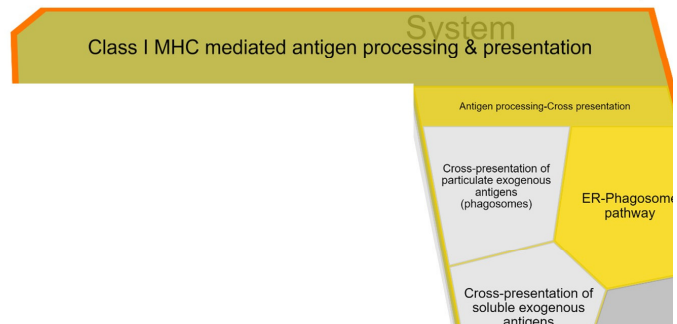 System
Class I MHC mediated antigen processing & presentation
Antigen processing-Cross presentation
Cross-presentation of
particulate exogenous
antigens
(phagosomes)
ER-Phagosome
pathway
Cross-presentation of
soluble exogenous
antigens